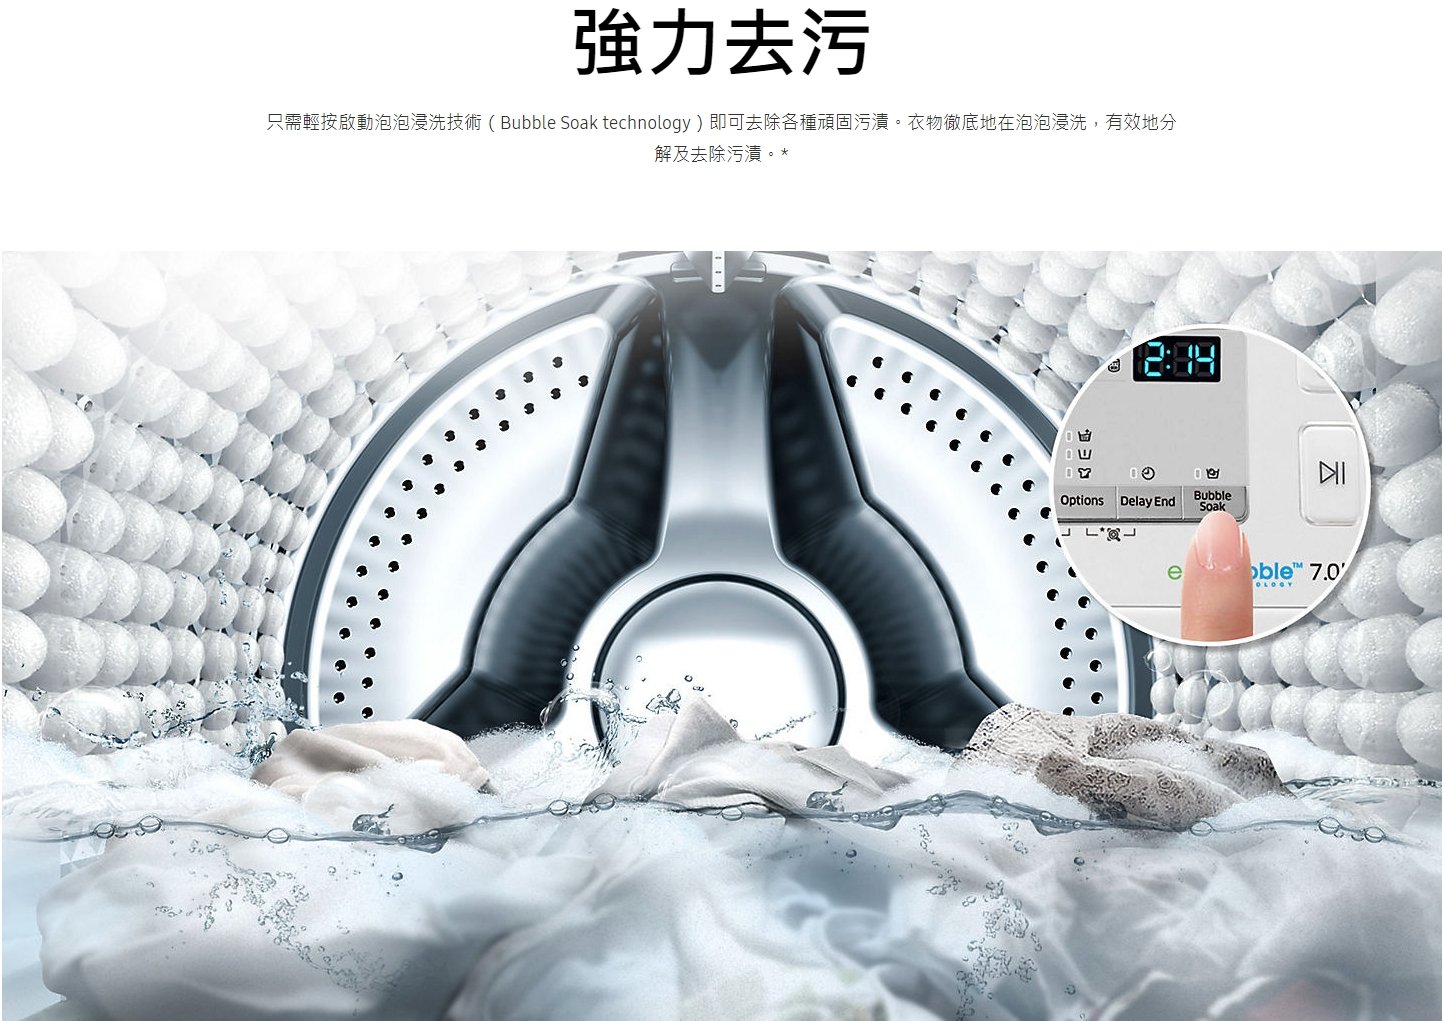 強力去污
只需輕按啟動泡泡浸洗技術 ( Bubble Soak technology ) 即可去除各種頑固污漬。衣物徹底地在泡泡浸洗，有效地分
解及去除污漬。*
2:14
Options
Delay End
Bubble
Soak
bble™ 7.0
OLOGY